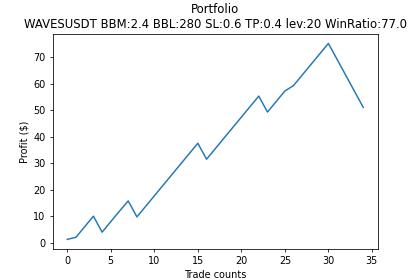 Portfolio
WAVESUSDT BBM:2.4 BBL:280 SL:0.6 TP:0.4 lev:20 WinRatio:77.0
70
60
50
40
30
20
10
0
Profit ($)
0 5 10 15 20 25 30 35
Trade counts